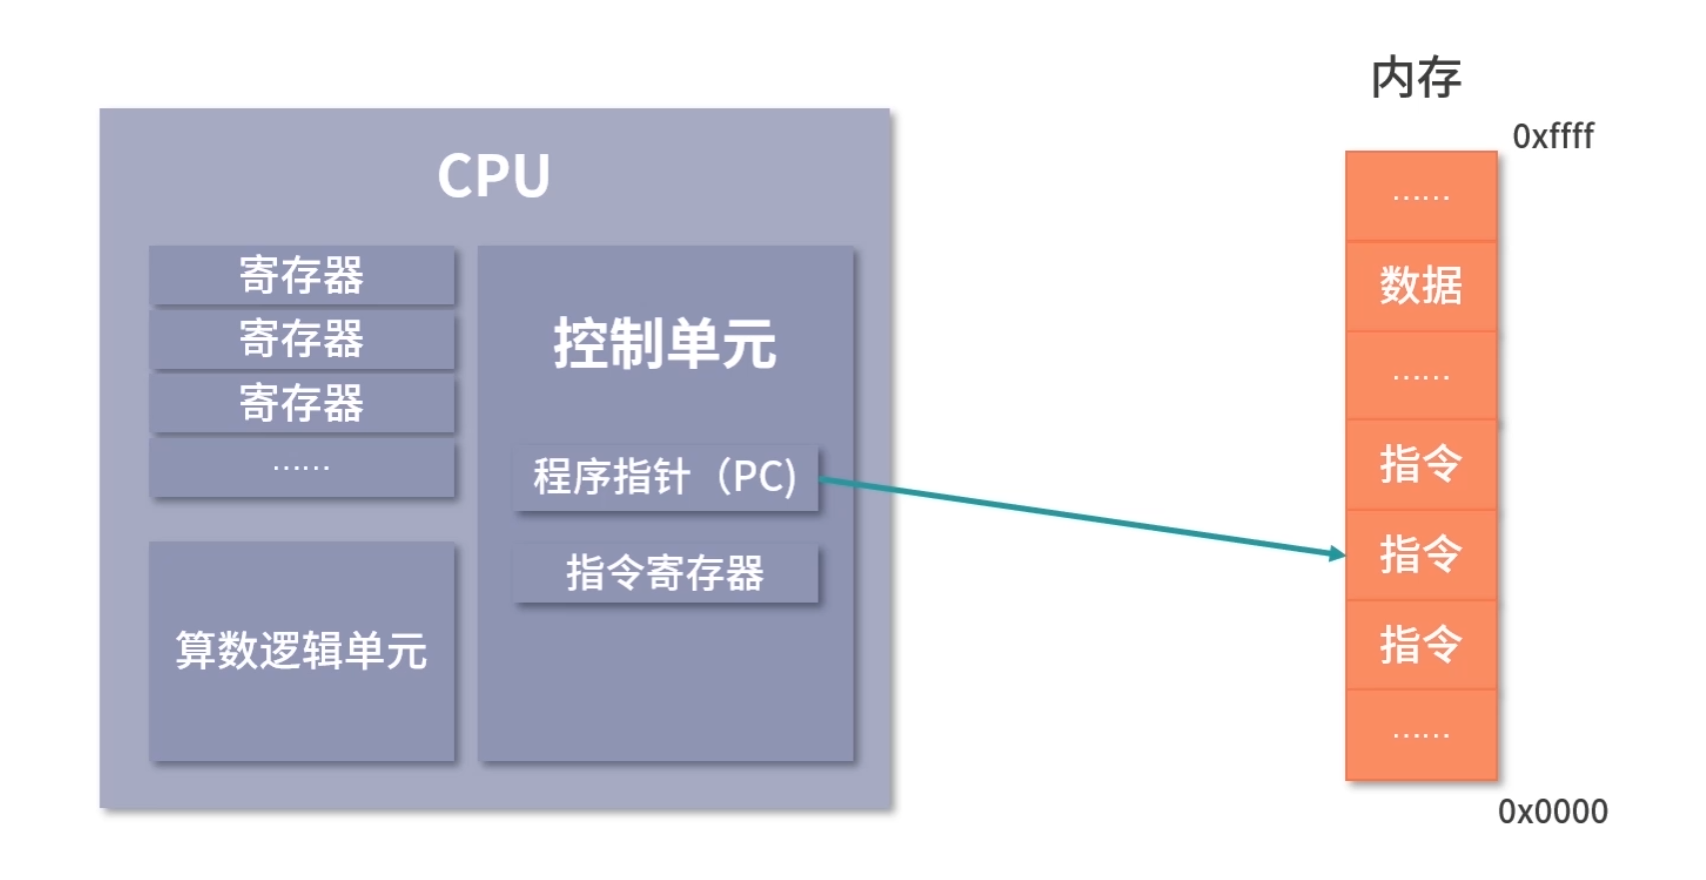 CPU
寄存器
寄存器
寄存器
……
算数逻辑单元
控制单元
程序指针（PC)
指令寄存器
内存
0xffff
……
数据
……
指令
指令
指令
……
0x0000